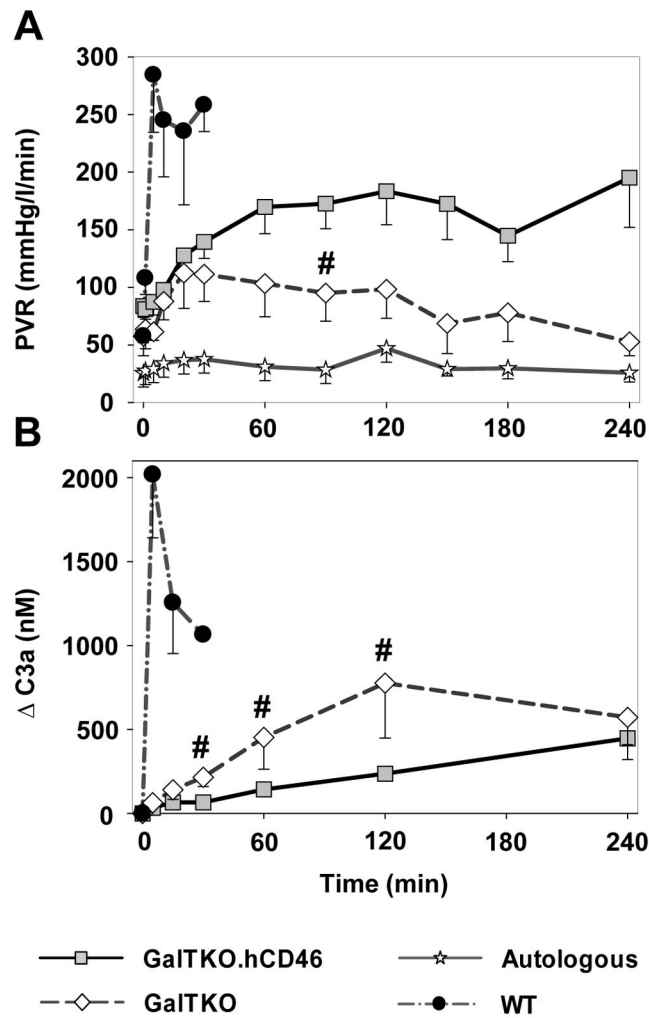 A
300
250
200
150
100
50
0
PVR (mmHg/l/min)
#
0 60 120 180 240
B
2000
1500
1000
500
0
Δ C3a (nM)
# # #
0 60 120 180 240
Time (min)
GalTKO.hCD46 Autologous
GalTKO WT